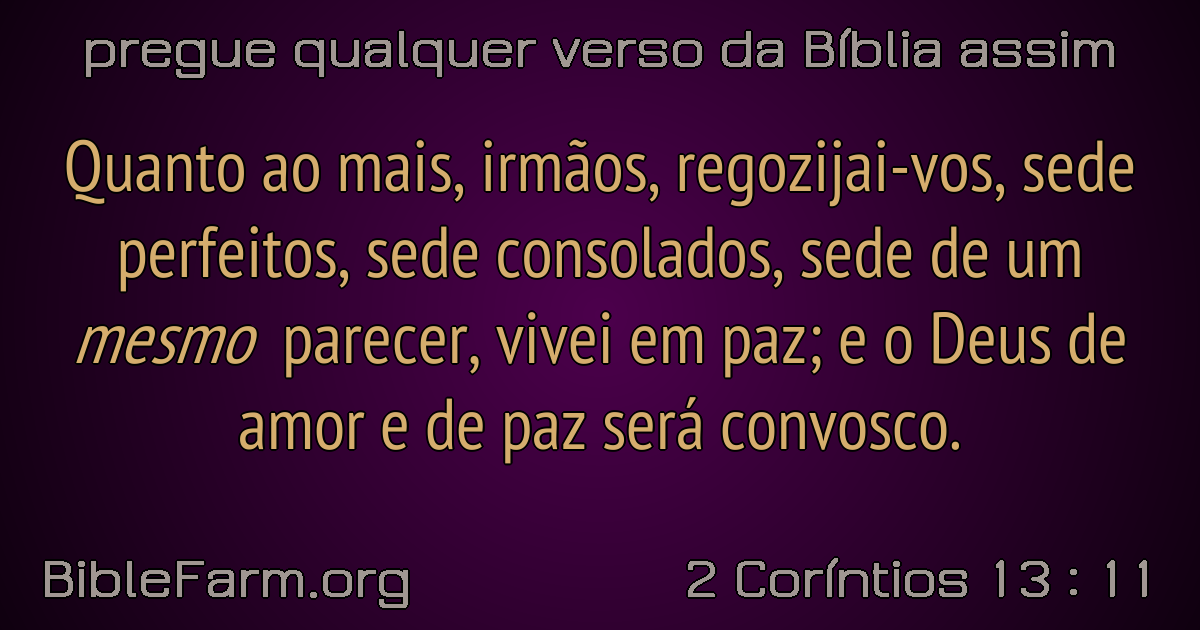 pregue qualquer verso da Bíblia assim
Quanto ao mais, irmãos, regozijai-vos, sede
perfeitos, sede consolados, sede de um
mesmo parecer, vivei em paz; e o Deus de
amor e de paz será convosco.
BibleFarm.org
2 Coríntios 13 : 11